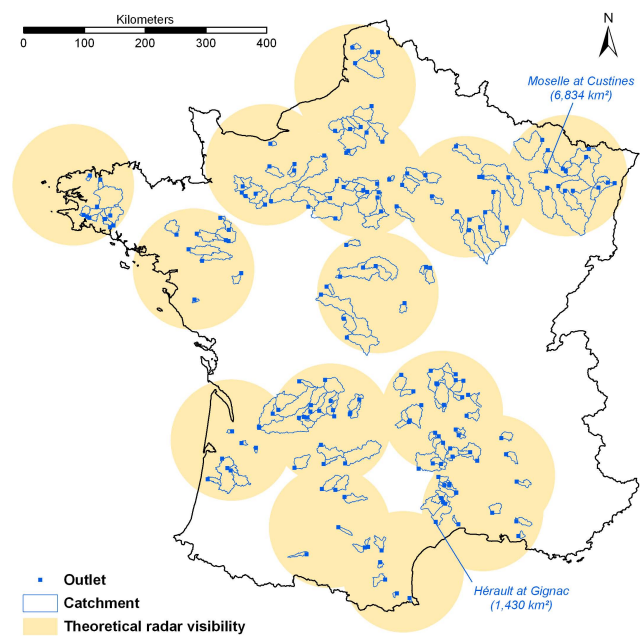 Kilometers
0 100 200 300 400
N
Moselle at Custines
(6,834 km²)
Hérault at Gignac
(1,430 km²)
Outlet
Catchment
Theoretical radar visibility